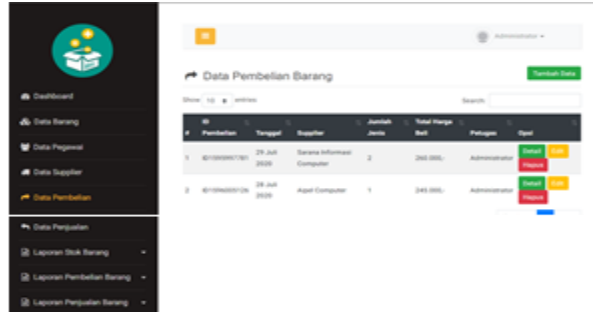 Administrator
Data Pembelian Barang
Tambah Data
Show 10 entries
Search:
Dashboard
Data Barang
Data Pegawai
Data Supplier
Data Pembelian
Data Penjualan
Laporan Stok Barang
Laporan Pembelian Barang
Laporan Penjualan Barang
# ID Pembelian Tanggal Supplier Jumlah Jenis Total Harga Beli Petugas Opsi
1 29 Juli 2020 Sarana Informasi Computer 2 260.000,- Administrator Detail Edit Hapus
2 28 Juli 2020 Computer 1 245.000,- Administrator Detail Edit Hapus